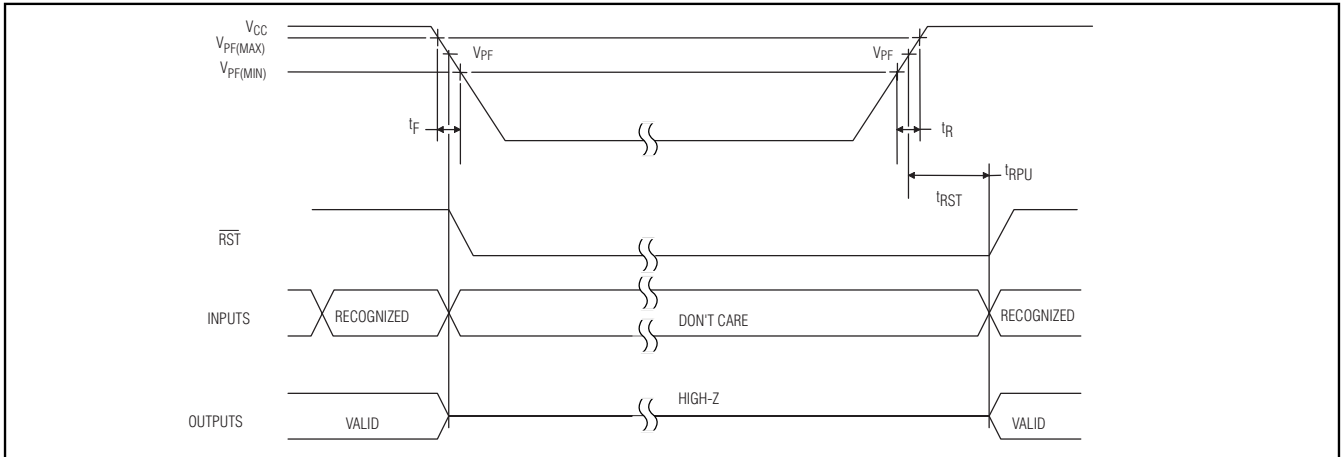 VCC
VPF(MAX)
VPF VPF
VPF(MIN)
tF tR
tRPU
tRST
RST
INPUTS RECOGNIZED DON'T CARE RECOGNIZED
HIGH-Z
OUTPUTS VALID VALID